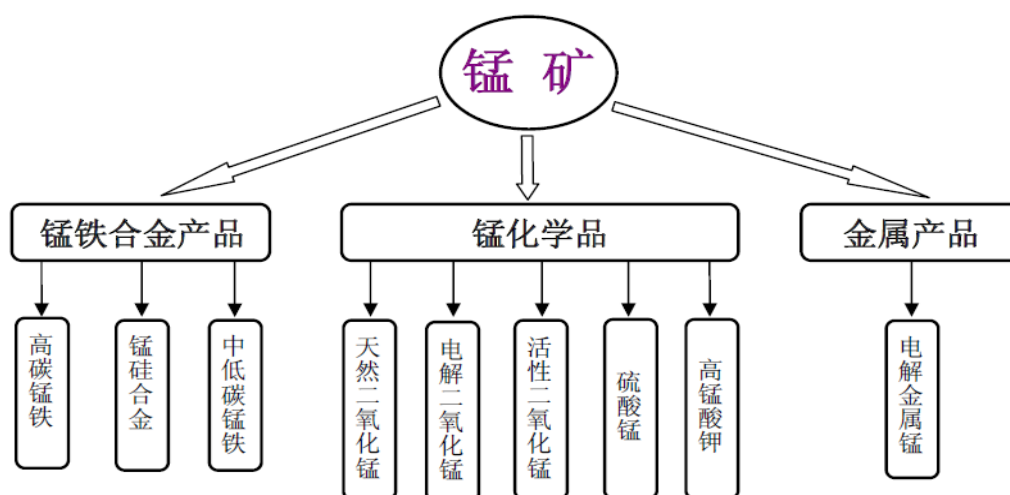 锰 矿
锰铁合金产品
锰化学品
金属产品
高碳锰铁
锰硅合金
中低碳锰铁
天然二氧化锰
电解二氧化锰
活性二氧化锰
硫酸锰
高锰酸钾
电解金属锰